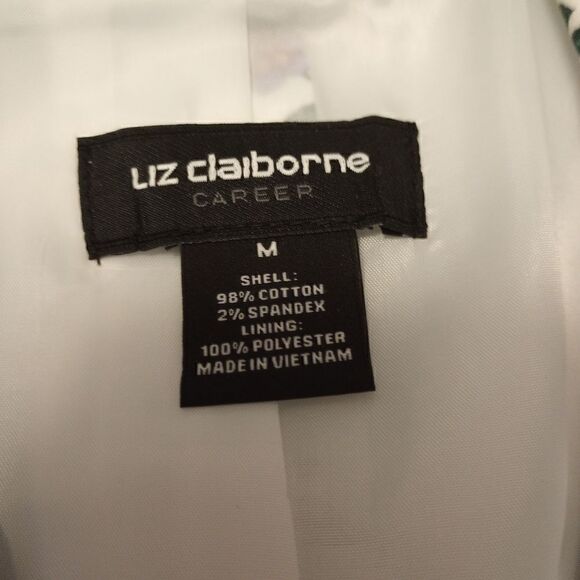 LIZ claiborne
CAREER
M
SHELL:
98% COTTON
2% SPANDEX
LINING:
100% POLYESTER
MADE IN VIETNAM